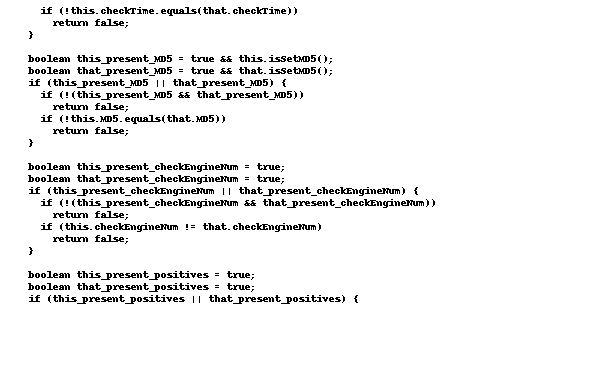 if (!this.checkTime.equals(that.checkTime))
return false;
}
boolean this_present_MD5 = true && this.isSetMD5();
boolean that_present_MD5 = true && that.isSetMD5();
if (this_present_MD5 || that_present_MD5) {
if (!(this_present_MD5 && that_present_MD5))
return false;
if (!this.MD5.equals(that.MD5))
return false;
}
boolean this_present_checkEngineNum = true;
boolean that_present_checkEngineNum = true;
if (this_present_checkEngineNum || that_present_checkEngineNum) {
if (!(this_present_checkEngineNum && that_present_checkEngineNum))
return false;
if (this.checkEngineNum != that.checkEngineNum)
return false;
}
boolean this_present_positives = true;
boolean that_present_positives = true;
if (this_present_positives || that_present_positives) {